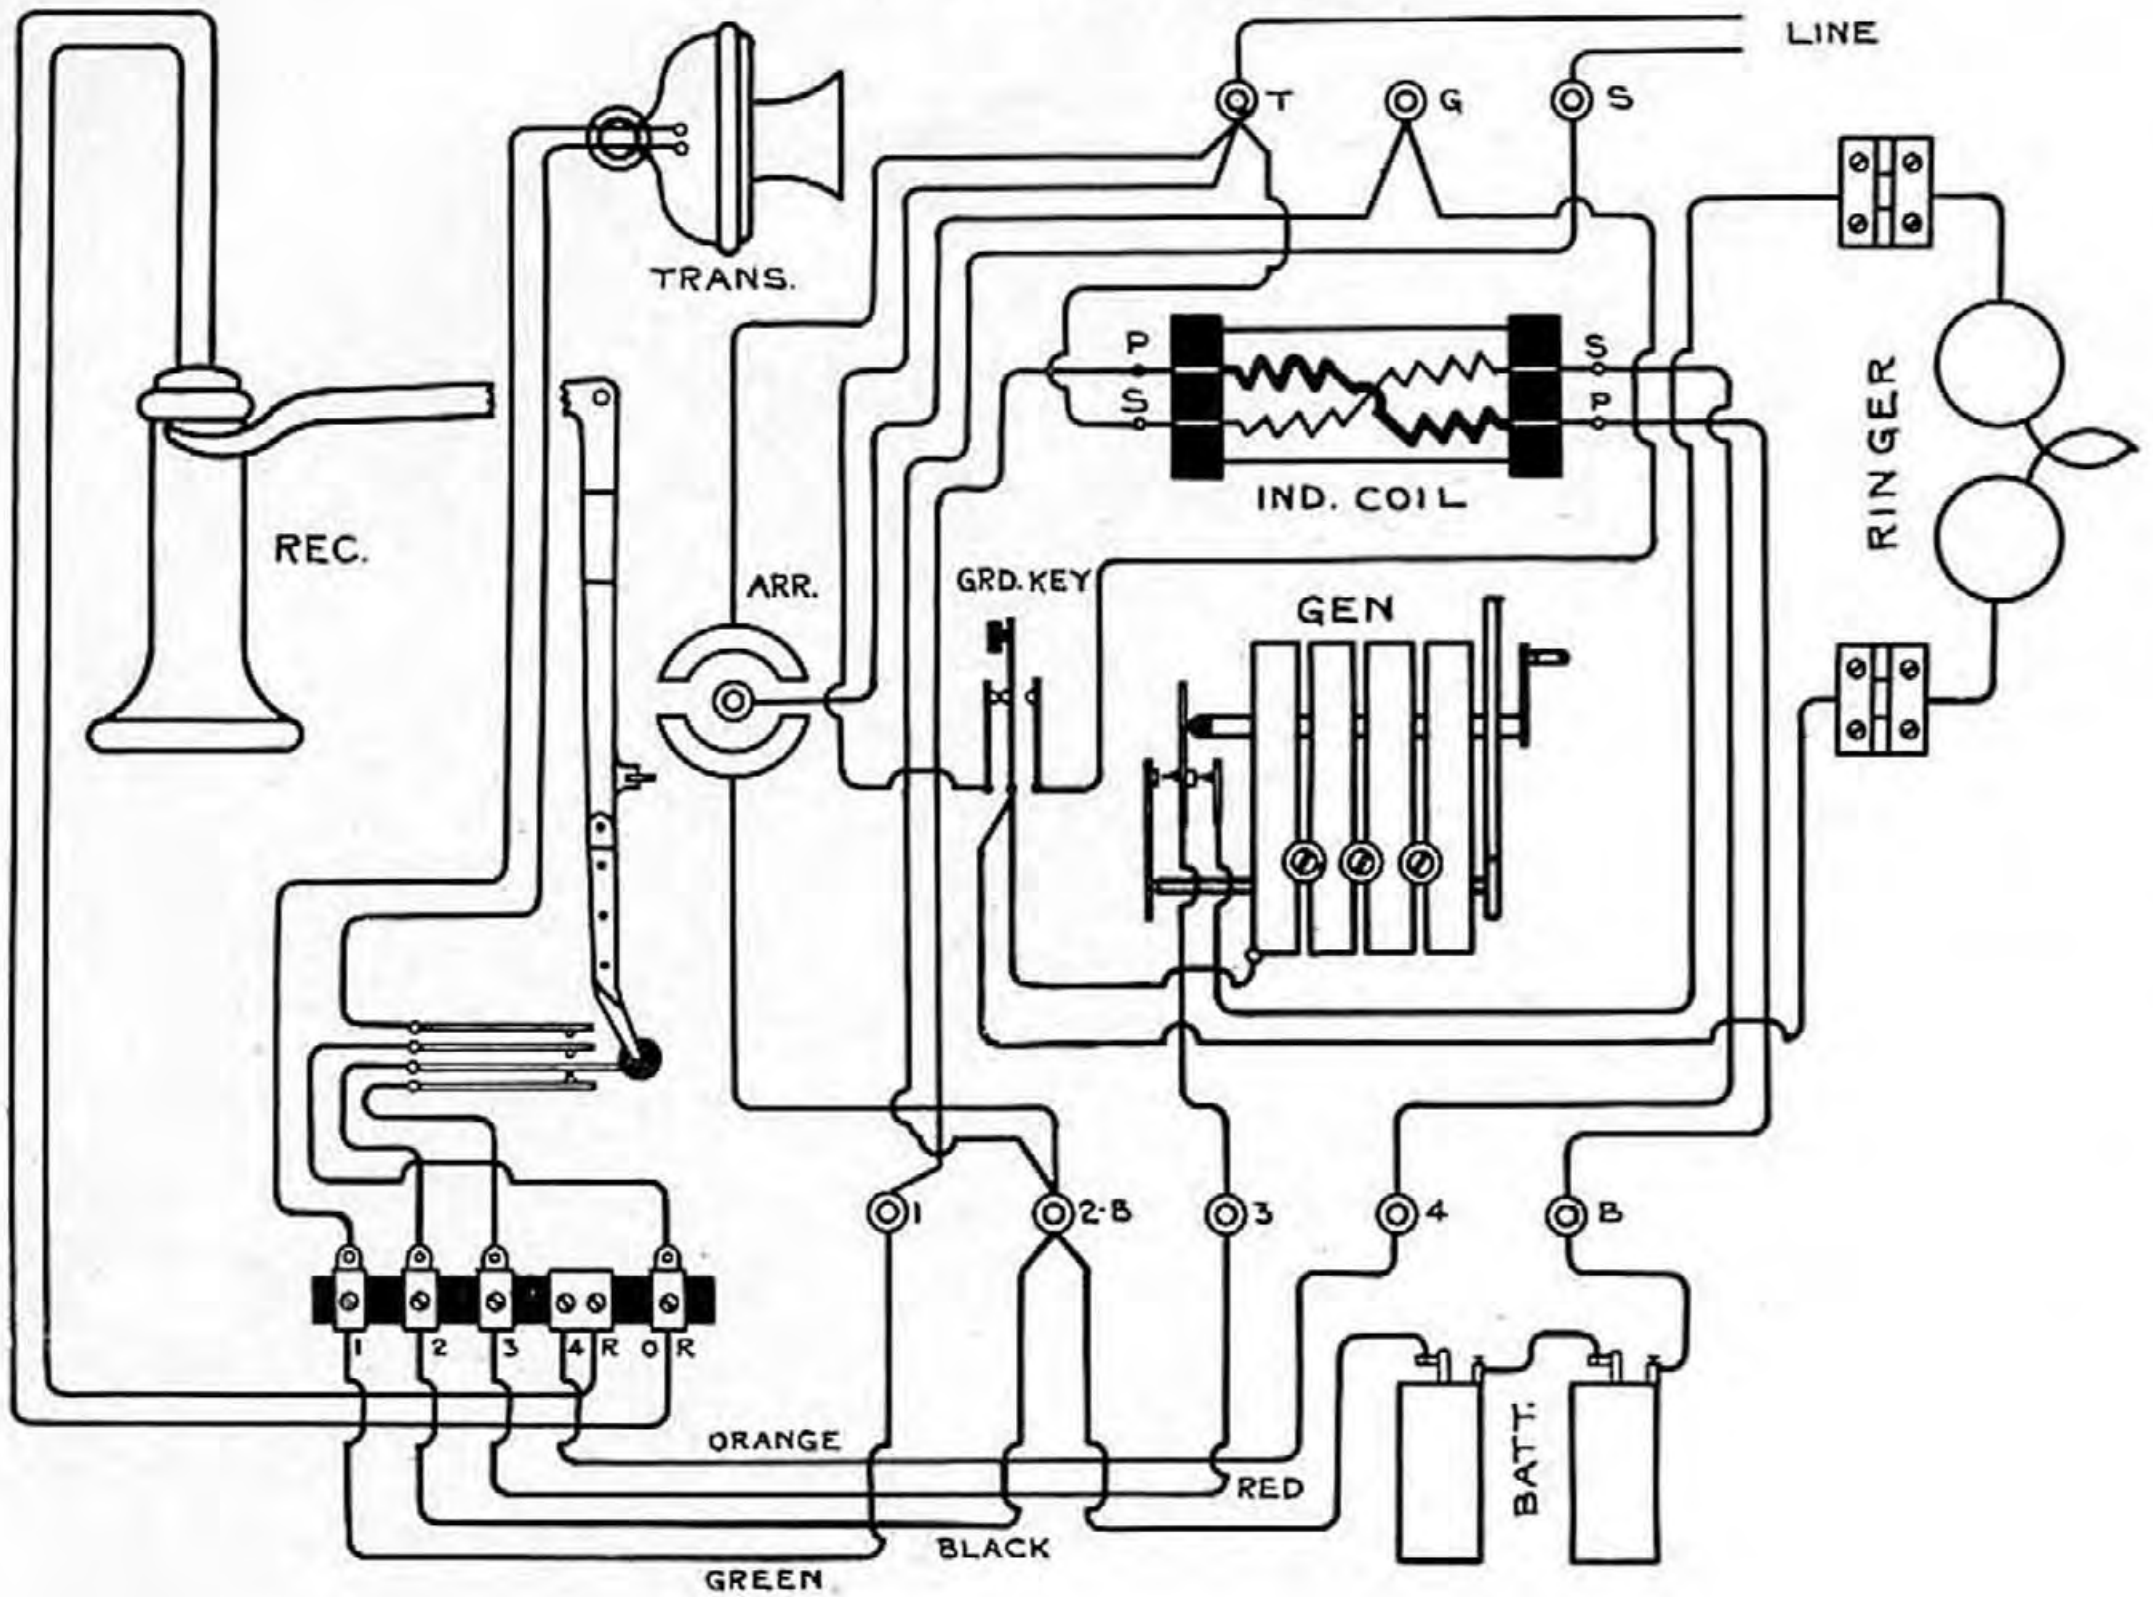 LINE
T G S
TRANS.
P S
S P
IND. COIL
RINGER
REC.
ARR.
GRD. KEY
GEN
1 2-B 3 4 B
1 2 3 4 R O R
ORANGE
RED
BATT.
BLACK
GREEN